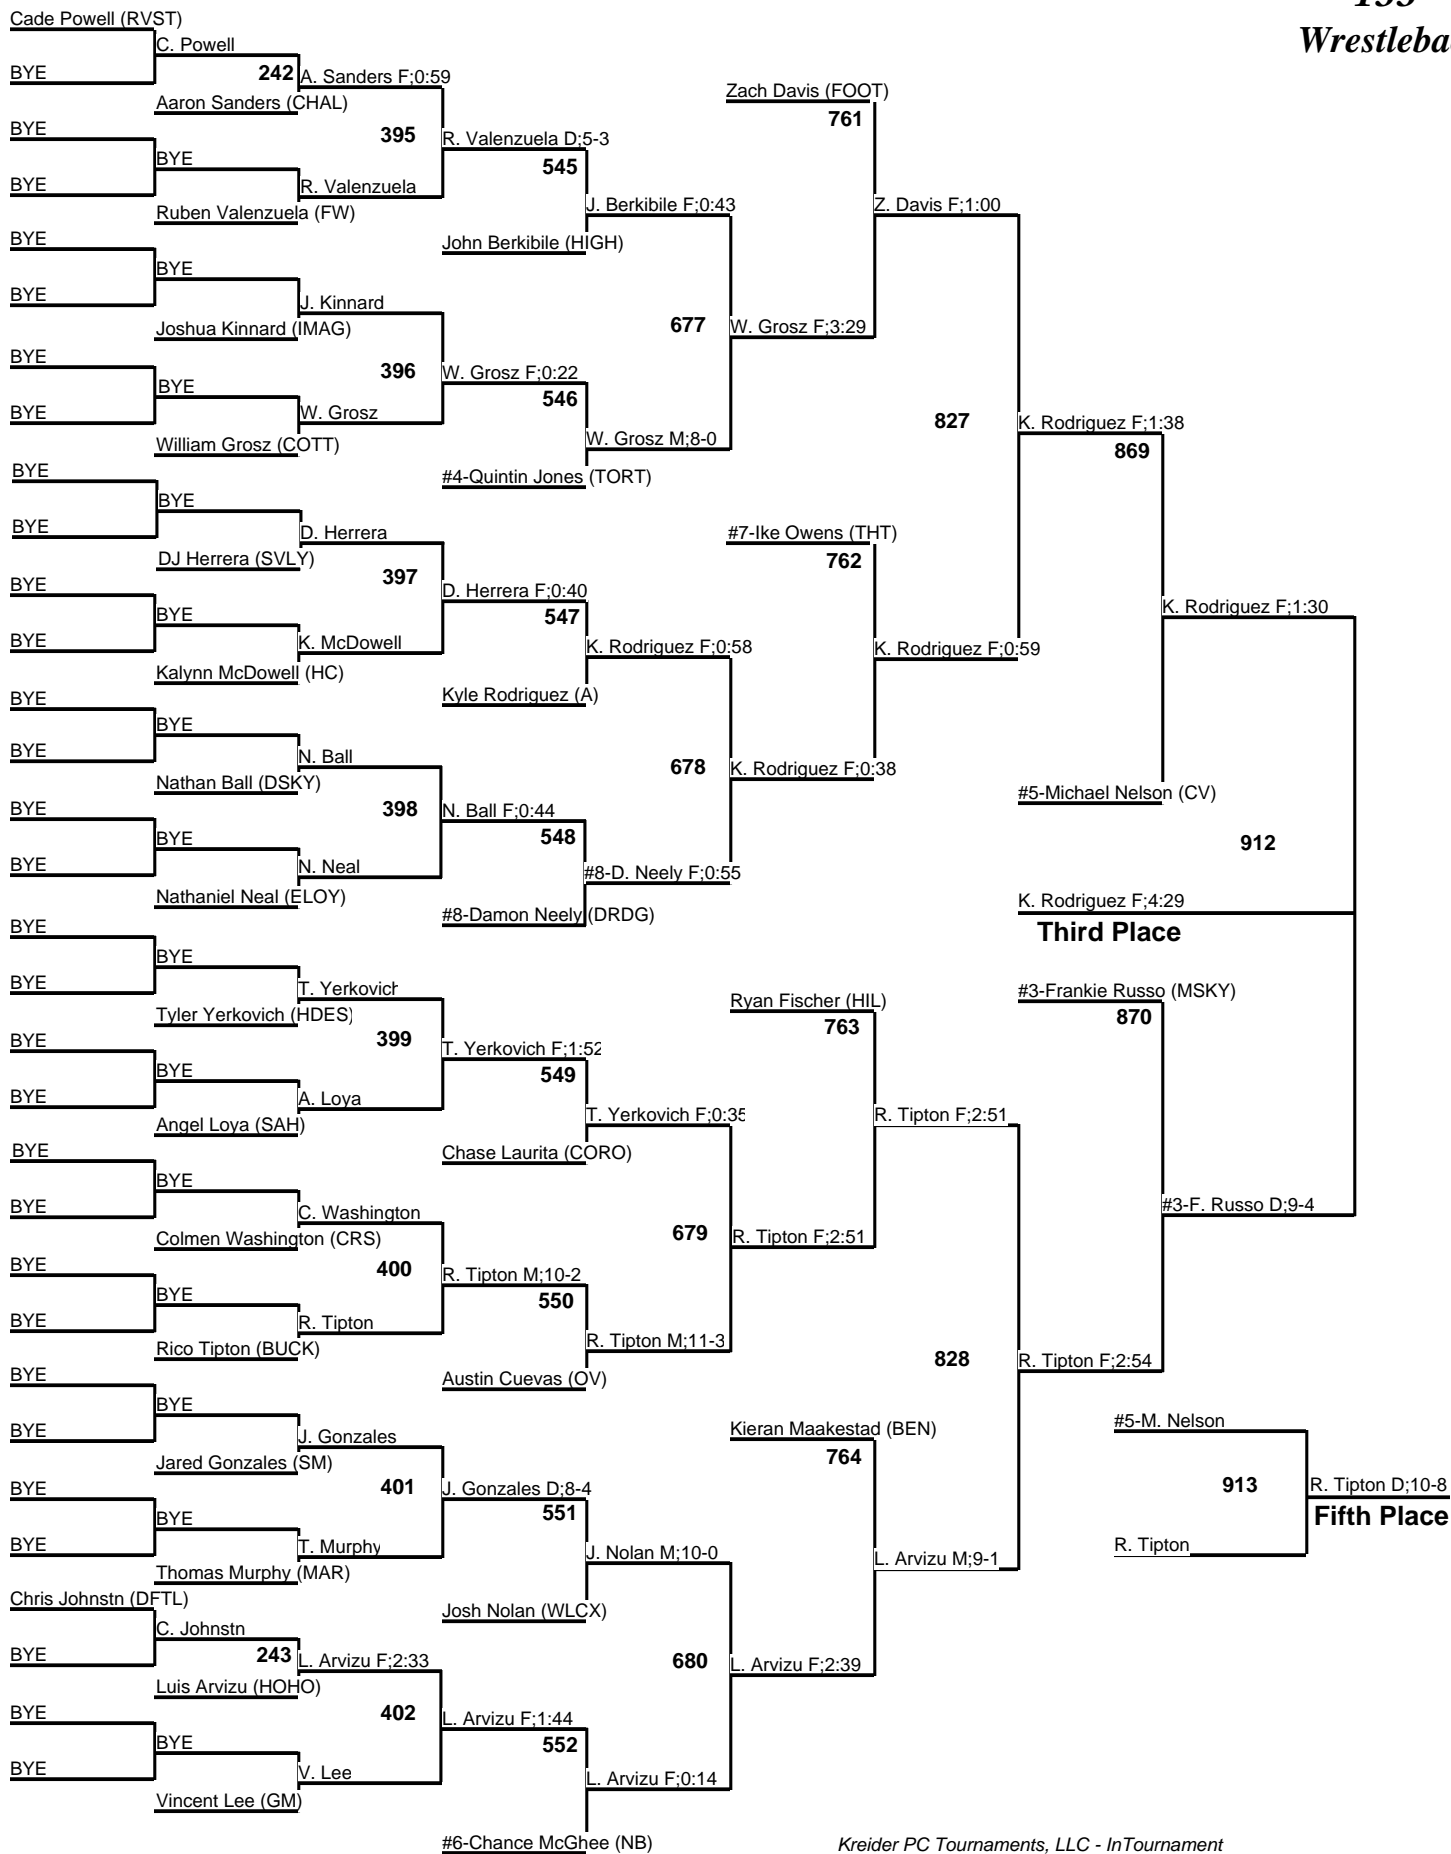 135
Wrestleba
Cade Powell (RVST)
C. Powell
BYE
242
A. Sanders F;0:59
Aaron Sanders (CHAL)
Zach Davis (FOOT)
761
BYE
395
R. Valenzuela D;5-3
BYE
545
BYE
R. Valenzuela
Ruben Valenzuela (FW)
J. Berkibile F;0:43
Z. Davis F;1:00
BYE
John Berkibile (HIGH)
BYE
BYE
J. Kinnard
Joshua Kinnard (IMAG)
677
W. Grosz F;3:29
BYE
396
W. Grosz F;0:22
BYE
546
BYE
W. Grosz
827
K. Rodriguez F;1:38
William Grosz (COTT)
W. Grosz M;8-0
869
BYE
#4-Quintin Jones (TORT)
BYE
BYE
D. Herrera
#7-Ike Owens (THT)
DJ Herrera (SVLY)
762
397
BYE
D. Herrera F;0:40
K. Rodriguez F;1:30
BYE
547
BYE
K. McDowell
K. Rodriguez F;0:58
K. Rodriguez F;0:59
Kalynn McDowell (HC)
Kyle Rodriguez (A)
BYE
BYE
BYE
N. Ball
678
K. Rodriguez F;0:38
Nathan Ball (DSKY)
#5-Michael Nelson (CV)
BYE
398
N. Ball F;0:44
548
BYE
912
BYE
N. Neal
#8-D. Neely F;0:55
Nathaniel Neal (ELOY)
K. Rodriguez F;4:29
#8-Damon Neely (DRDG)
BYE
Third Place
BYE
BYE
T. Yerkovich
#3-Frankie Russo (MSKY)
Ryan Fischer (HIL)
Tyler Yerkovich (HDES)
870
763
BYE
399
T. Yerkovich F;1:52
BYE
549
BYE
A. Loya
T. Yerkovich F;0:35
R. Tipton F;2:51
Angel Loya (SAH)
BYE
Chase Laurita (CORO)
BYE
BYE
C. Washington
#3-F. Russo D;9-4
Colmen Washington (CRS)
679
R. Tipton F;2:51
BYE
400
R. Tipton M;10-2
BYE
550
BYE
R. Tipton
R. Tipton M;11-3
Rico Tipton (BUCK)
828
R. Tipton F;2:54
BYE
Austin Cuevas (OV)
BYE
BYE
J. Gonzales
Kieran Maakestad (BEN)
#5-M. Nelson
Jared Gonzales (SM)
764
BYE
401
J. Gonzales D;8-4
913
R. Tipton D;10-8
BYE
551
Fifth Place
BYE
T. Murphy
J. Nolan M;10-0
L. Arvizu M;9-1
R. Tipton
Thomas Murphy (MAR)
Chris Johnstn (DFTL)
Josh Nolan (WLCX)
C. Johnstn
BYE
243
L. Arvizu F;2:33
680
L. Arvizu F;2:39
Luis Arvizu (HOHO)
BYE
402
L. Arvizu F;1:44
BYE
552
BYE
V. Lee
L. Arvizu F;0:14
Vincent Lee (GM)
#6-Chance McGhee (NB)
Kreider PC Tournaments, LLC - InTournament